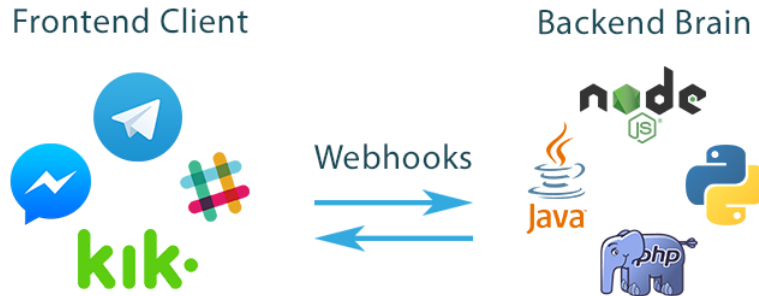 Frontend Client
Backend Brain
node
JS
Webhooks
Java
kik
php